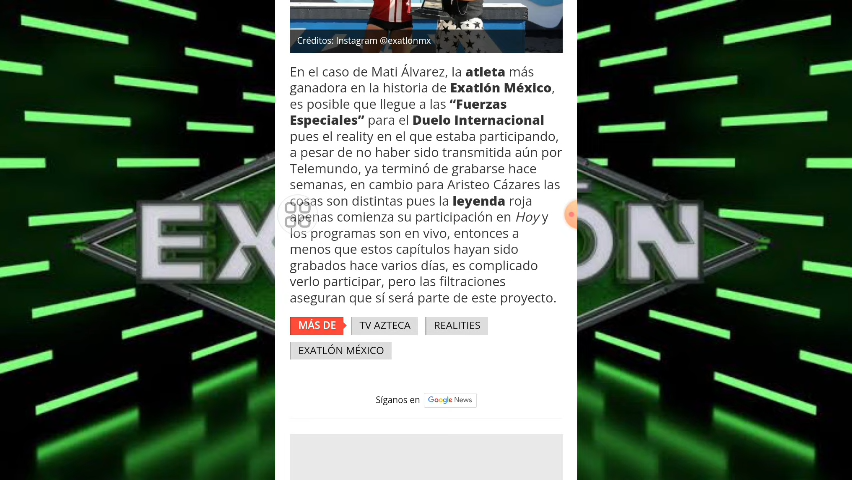 Créditos: Instagram @exatlonmx
En el caso de Mati Álvarez, la atleta más
ganadora en la historia de Exatlón México,
es posible que llegue a las “Fuerzas
Especiales” para el Duelo Internacional
pues el reality en el que estaba participando,
a pesar de no haber sido transmitida aún por
Telemundo, ya terminó de grabarse hace
semanas, en cambio para Aristeo Cázares las
cosas son distintas pues la leyenda roja
apenas comienza su participación en Hoy y
los programas son en vivo, entonces a
menos que estos capítulos hayan sido
grabados hace varios días, es complicado
verlo participar, pero las filtraciones
aseguran que sí será parte de este proyecto.
MÁS DE TV AZTECA REALITIES
EXATLÓN MÉXICO
Síganos en Google News
EX ÓN